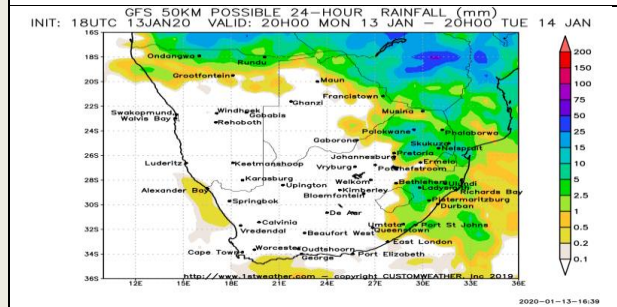 GFS 50KM POSSIBLE 24-HOUR RAINFALL (mm)
INIT: 18UTC 13JAN20 VALID: 20H00 MON 13 JAN - 20H00 TUE 14 JAN
16S
18S
20S
22S
24S
26S
28S
30S
32S
34S
36S
Ondangwa
Rundu
Grootfontein
Maun
Ghanzi
Francistown
Swakopmund
Walvis Bay
Windhoek
Gobabis
Rehoboth
Musina
Polokwane
Phalaborwa
Gaborone
Skukuza
Nelspruit
Johannesburg
Pretoria
Ermelo
Luderitz
Keetmanshoop
Vryburg
Potchefstroom
Karasburg
Upington
Welkom
Kimberley
Bethlehem
Ulundi
Ladysmith
Richards Bay
Alexander Bay
Springbok
Bloemfontein
Pietermaritzburg
Durban
De Aar
Calvinia
Vredendal
Beaufort West
Umtata
Queenstown
Port St Johns
East London
Cape Town
Worcester
Oudtshoorn
George
Port Elizabeth
http://www.1stweather.com - copyright CUSTOMWEATHER, Inc 2019
12E
15E
18E
21E
24E
27E
30E
33E
36E
200
150
100
75
50
25
15
10
5
2.5
1
0.5
0.2
0.1
2020-01-13-16:39